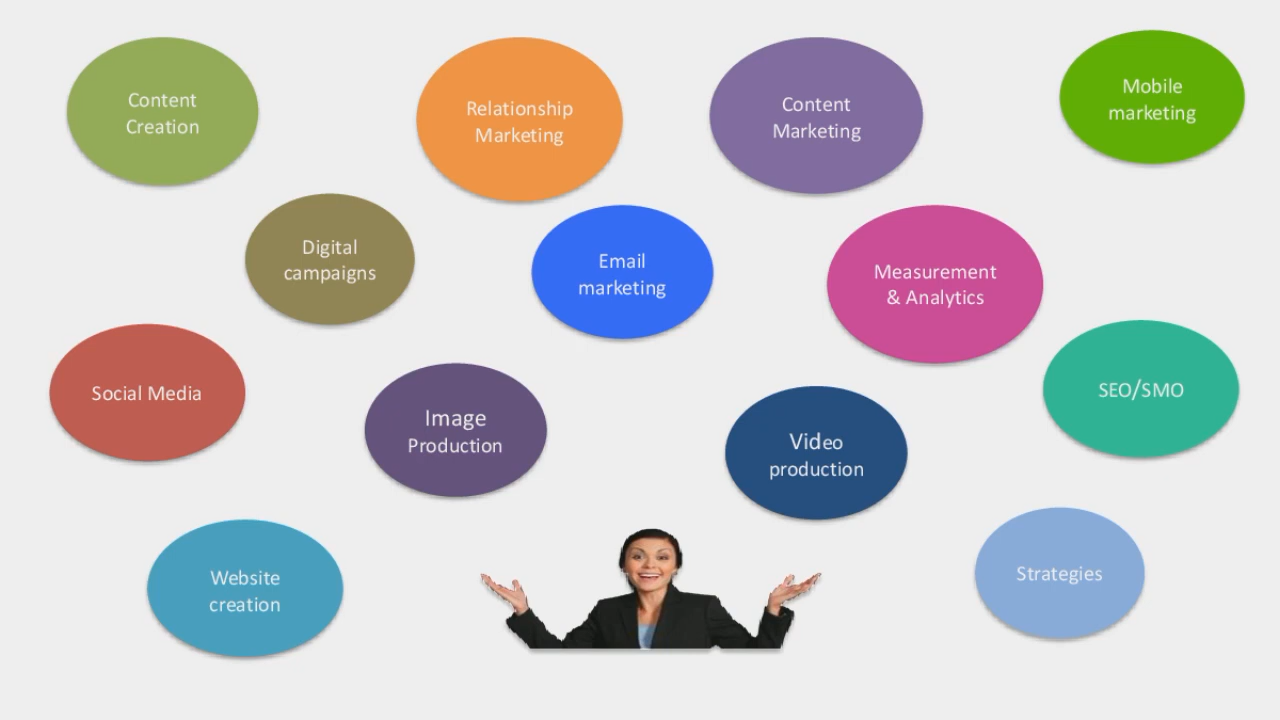 Content
Creation
Relationship
Marketing
Content
Marketing
Mobile
marketing
Digital
campaigns
Email
marketing
Measurement
& Analytics
Social Media
Image
Production
Video
production
SEO/SMO
Website
creation
Strategies